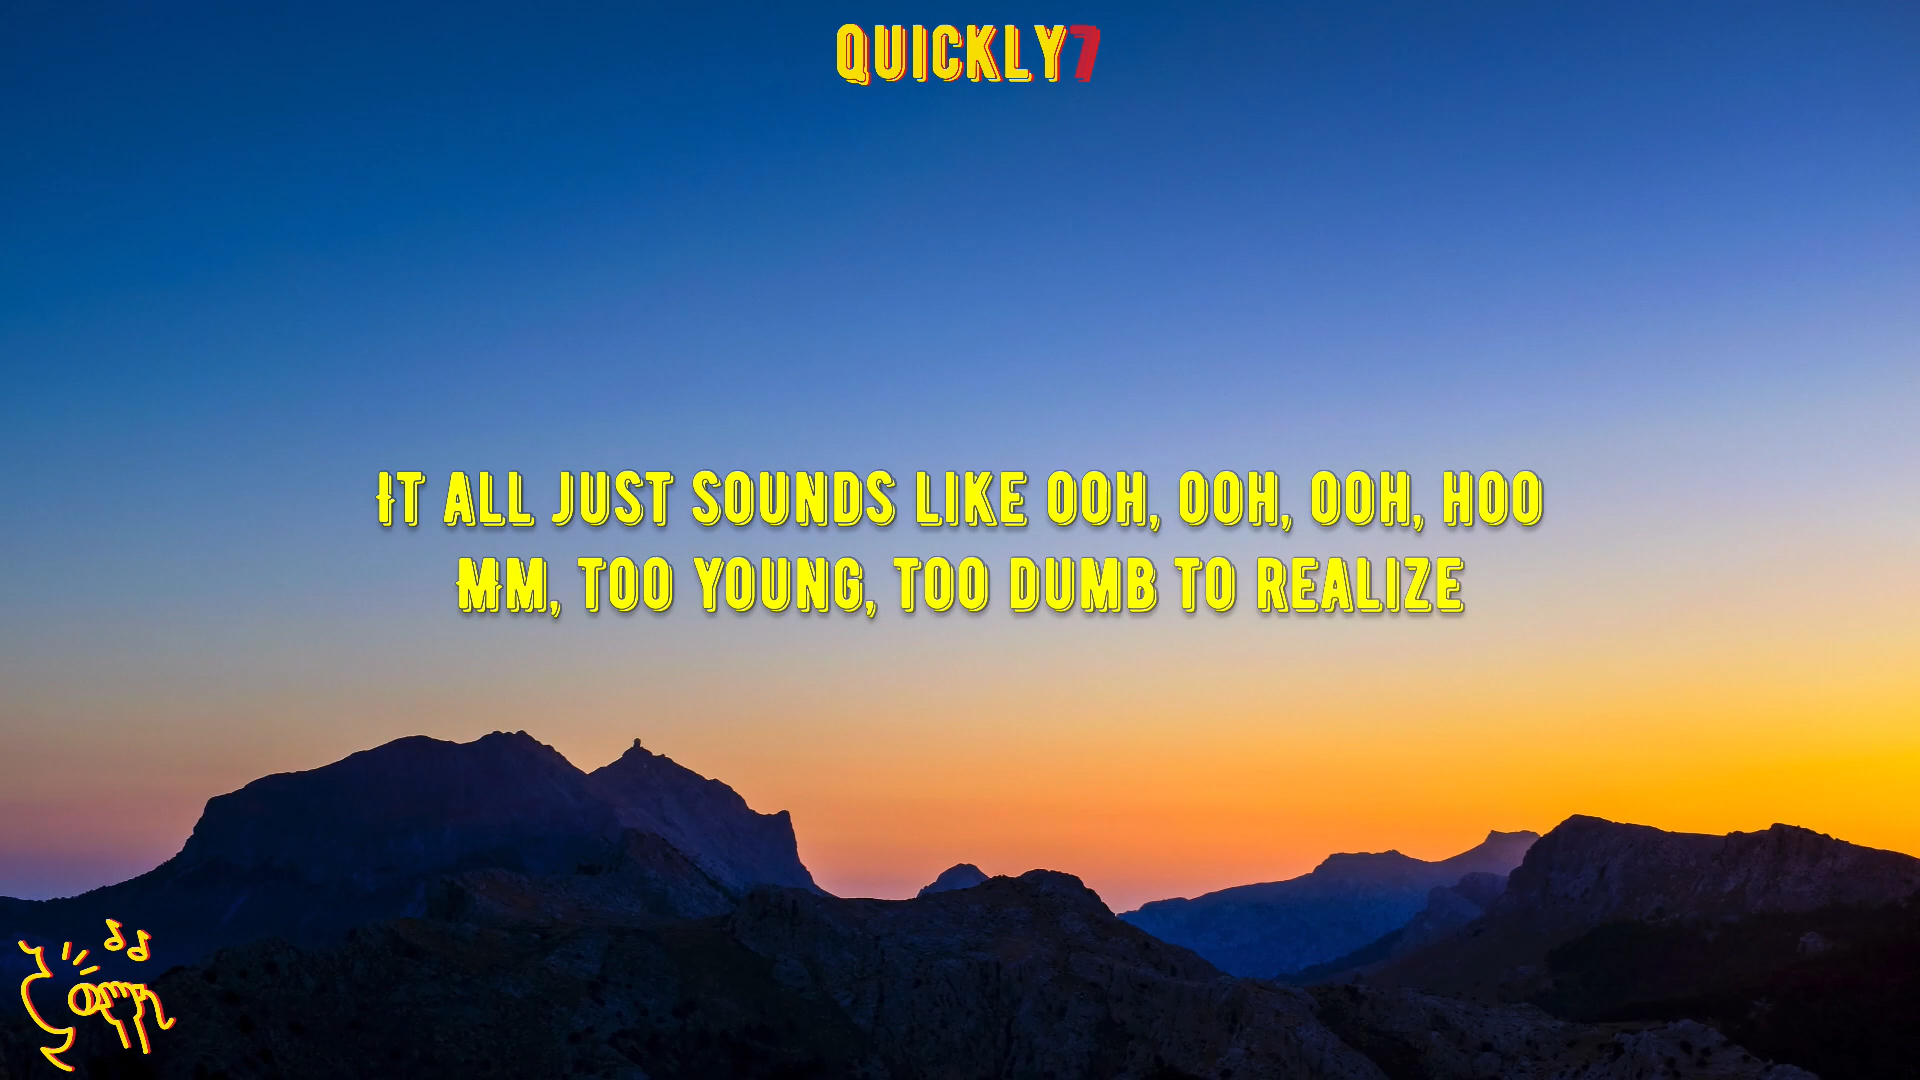 QUICKLY7
It all just sounds like ooh, ooh, ooh, hoo
Mm, too young, too dumb to realize